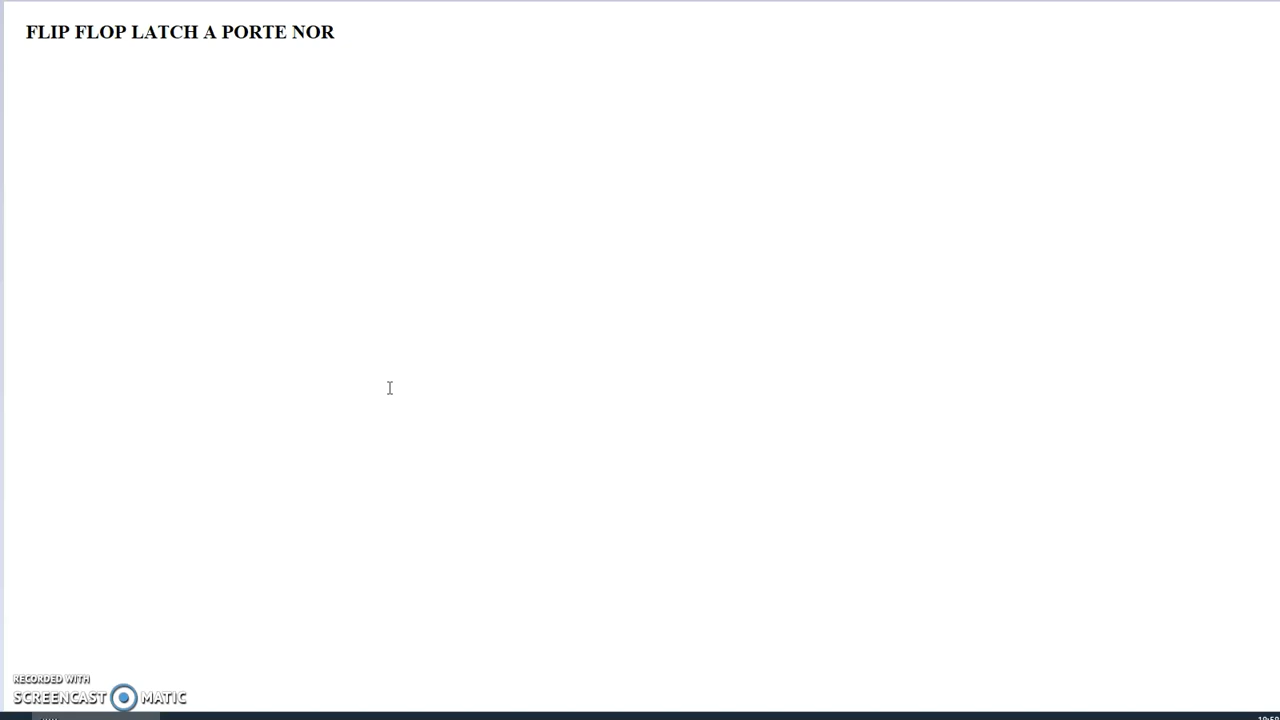 FLIP FLOP LATCH A PORTE NOR
RECORDED WITH
SCREENCAST MATIC